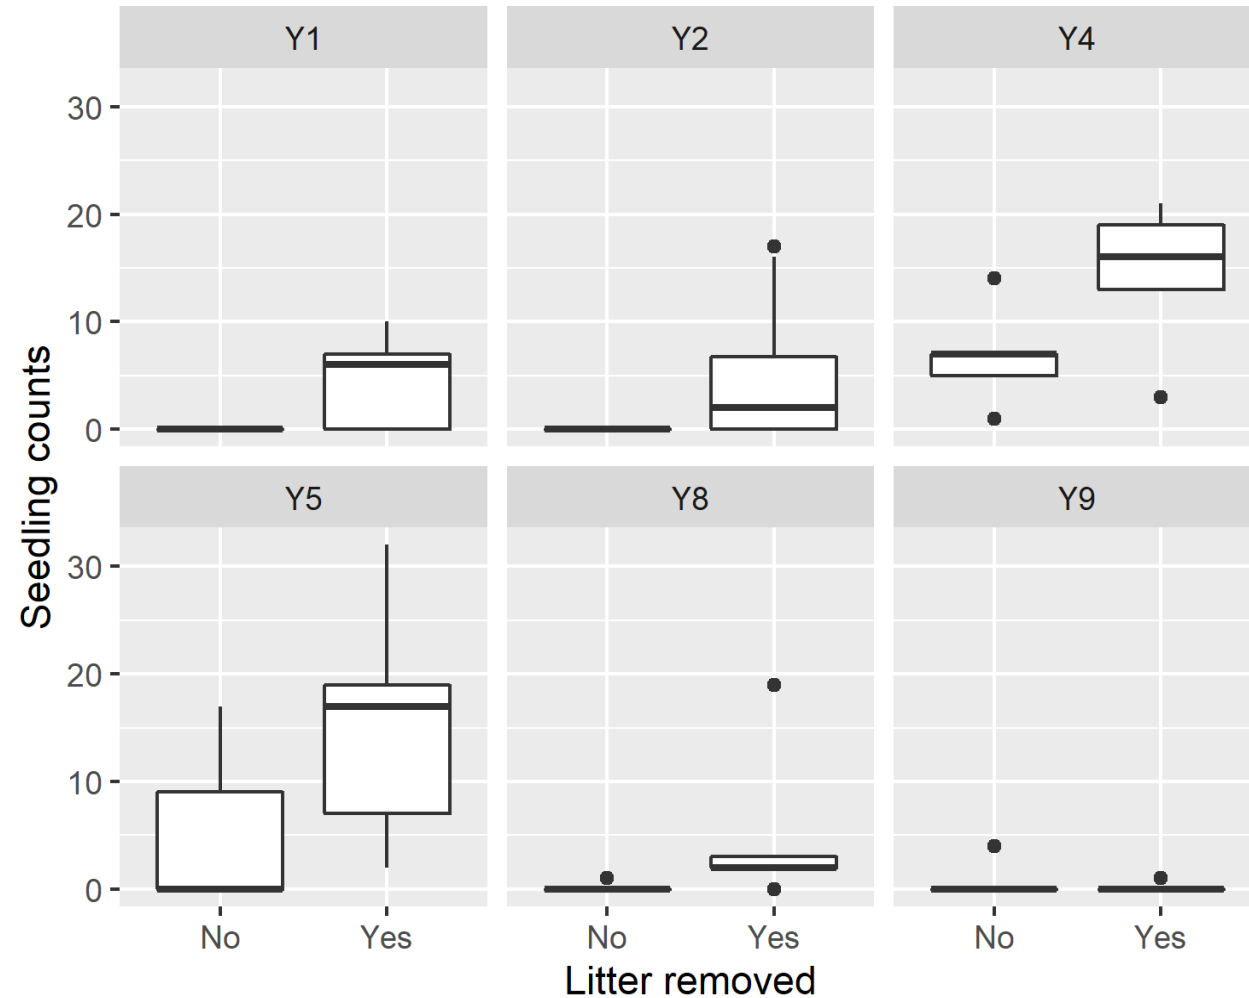 Y1 Y2 Y4
30
20
10
0
Seedling counts
Y5 Y8 Y9
30
20
10
0
No Yes No Yes No Yes
Litter removed